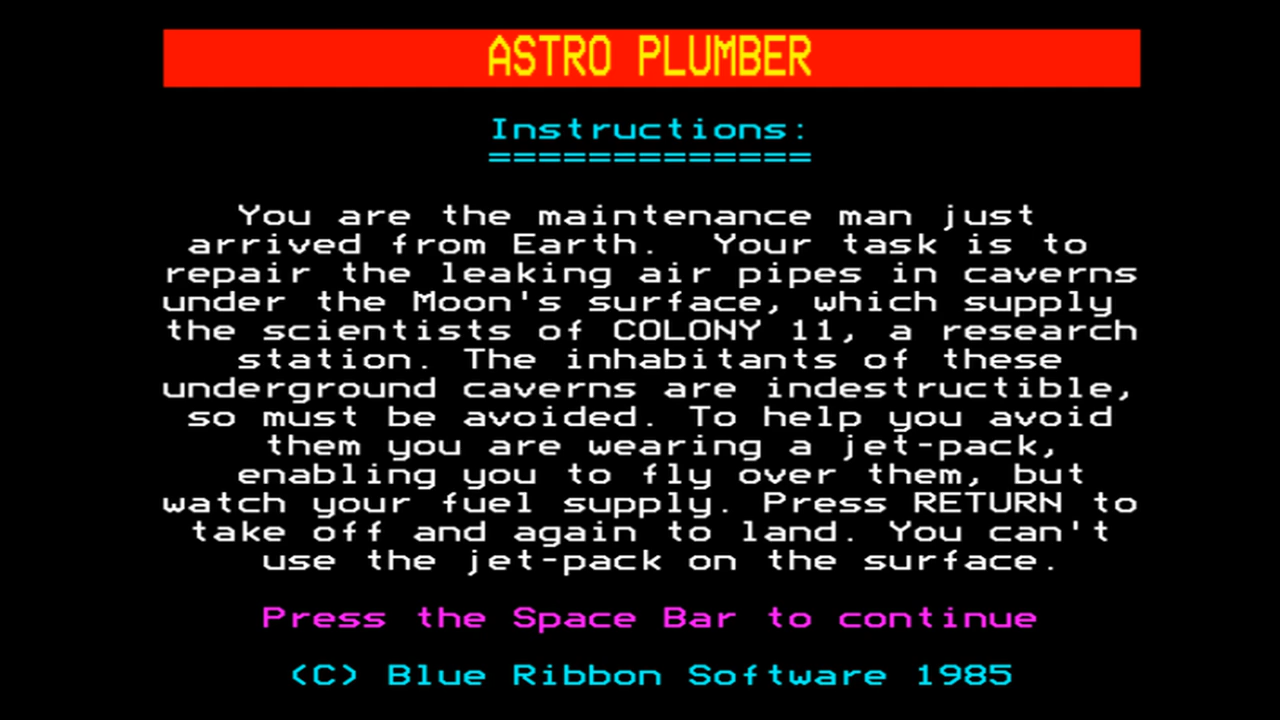 ASTRO PLUMBER
Instructions:
=============
You are the maintenance man just
arrived from Earth.  Your task is to
repair the leaking air pipes in caverns
under the Moon's surface, which supply
the scientists of COLONY 11, a research
station. The inhabitants of these
underground caverns are indestructible,
so must be avoided. To help you avoid
them you are wearing a jet-pack,
enabling you to fly over them, but
watch your fuel supply. Press RETURN to
take off and again to land. You can't
use the jet-pack on the surface.
Press the Space Bar to continue
(C) Blue Ribbon Software 1985